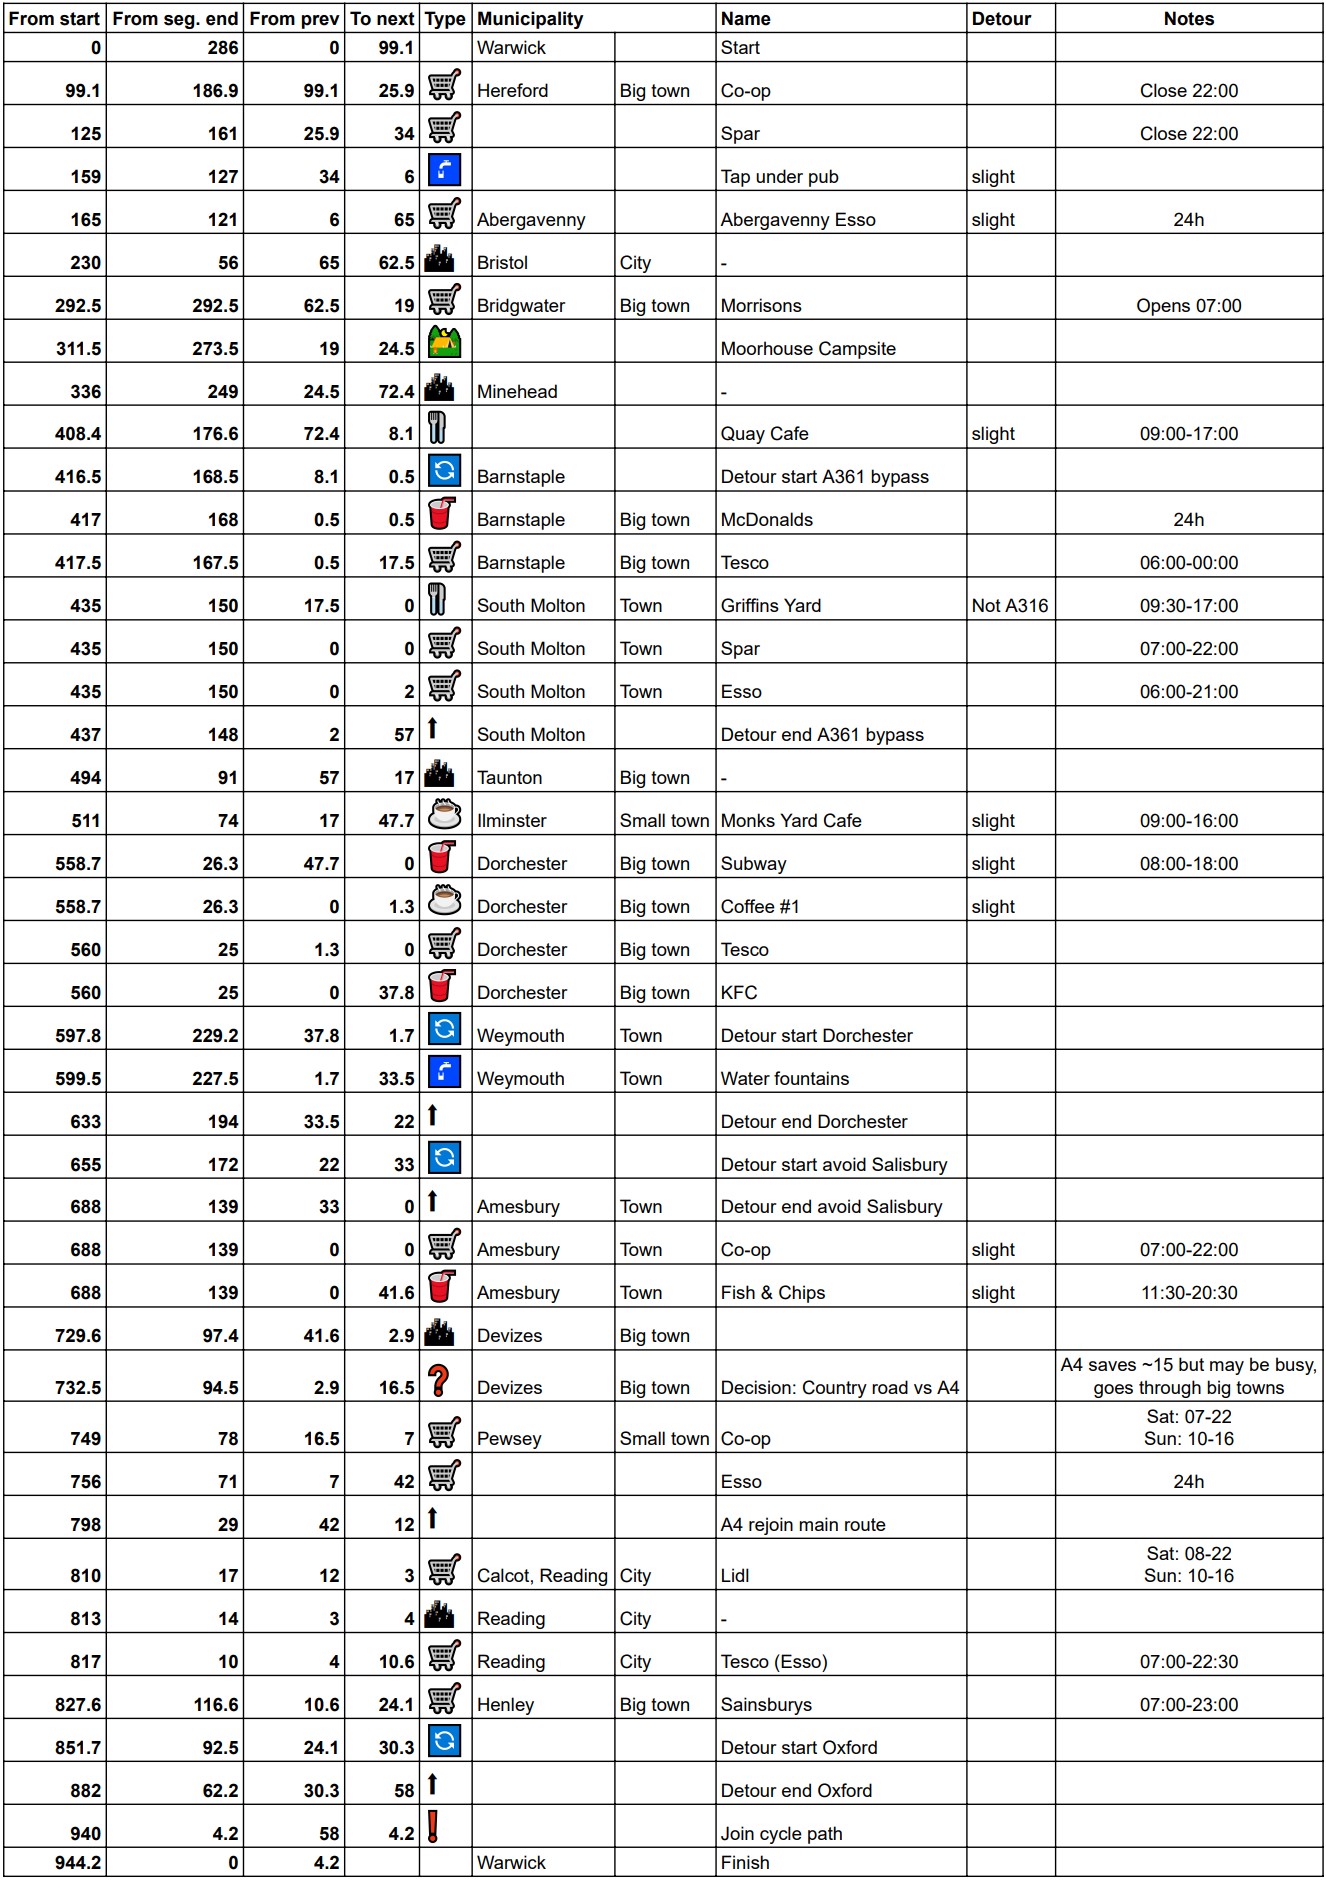 From start From seg. end From prev To next Type Municipality Name Detour Notes
0 286 0 99.1 Warwick Start
99.1 186.9 99.1 25.9 Hereford Big town Co-op Close 22:00
125 161 25.9 34 Spar Close 22:00
159 127 34 6 Tap under pub slight
165 121 6 65 Abergavenny Abergavenny Esso slight 24h
230 56 65 62.5 Bristol City -
292.5 292.5 62.5 19 Bridgwater Big town Morrisons Opens 07:00
311.5 273.5 19 24.5 Moorhouse Campsite
336 249 24.5 72.4 Minehead -
408.4 176.6 72.4 8.1 Quay Cafe slight 09:00-17:00
416.5 168.5 8.1 0.5 Barnstaple Detour start A361 bypass
417 168 0.5 0.5 Barnstaple Big town McDonalds 24h
417.5 167.5 0.5 17.5 Barnstaple Big town Tesco 06:00-00:00
435 150 17.5 0 South Molton Town Griffins Yard Not A316 09:30-17:00
435 150 0 0 South Molton Town Spar 07:00-22:00
435 150 0 2 South Molton Town Esso 06:00-21:00
437 148 2 57 South Molton Detour end A361 bypass
494 91 57 17 Taunton Big town -
511 74 17 47.7 Ilminster Small town Monks Yard Cafe slight 09:00-16:00
558.7 26.3 47.7 0 Dorchester Big town Subway slight 08:00-18:00
558.7 26.3 0 1.3 Dorchester Big town Coffee #1 slight
560 25 1.3 0 Dorchester Big town Tesco
560 25 0 37.8 Dorchester Big town KFC
597.8 229.2 37.8 1.7 Weymouth Town Detour start Dorchester
599.5 227.5 1.7 33.5 Weymouth Town Water fountains
633 194 33.5 22 Detour end Dorchester
655 172 22 33 Detour start avoid Salisbury
688 139 33 0 Amesbury Town Detour end avoid Salisbury
688 139 0 0 Amesbury Town Co-op slight 07:00-22:00
688 139 0 41.6 Amesbury Town Fish & Chips slight 11:30-20:30
729.6 97.4 41.6 2.9 Devizes Big town
732.5 94.5 2.9 16.5 Devizes Big town Decision: Country road vs A4 A4 saves ~15 but may be busy,
goes through big towns
749 78 16.5 7 Pewsey Small town Co-op Sat: 07-22
Sun: 10-16
756 71 7 42 Esso 24h
798 29 42 12 A4 rejoin main route
810 17 12 3 Calcot, Reading City Lidl Sat: 08-22
Sun: 10-16
813 14 3 4 Reading City -
817 10 4 10.6 Reading City Tesco (Esso) 07:00-22:30
827.6 116.6 10.6 24.1 Henley Big town Sainsburys 07:00-23:00
851.7 92.5 24.1 30.3 Detour start Oxford
882 62.2 30.3 58 Detour end Oxford
940 4.2 58 4.2 Join cycle path
944.2 0 4.2 Warwick Finish